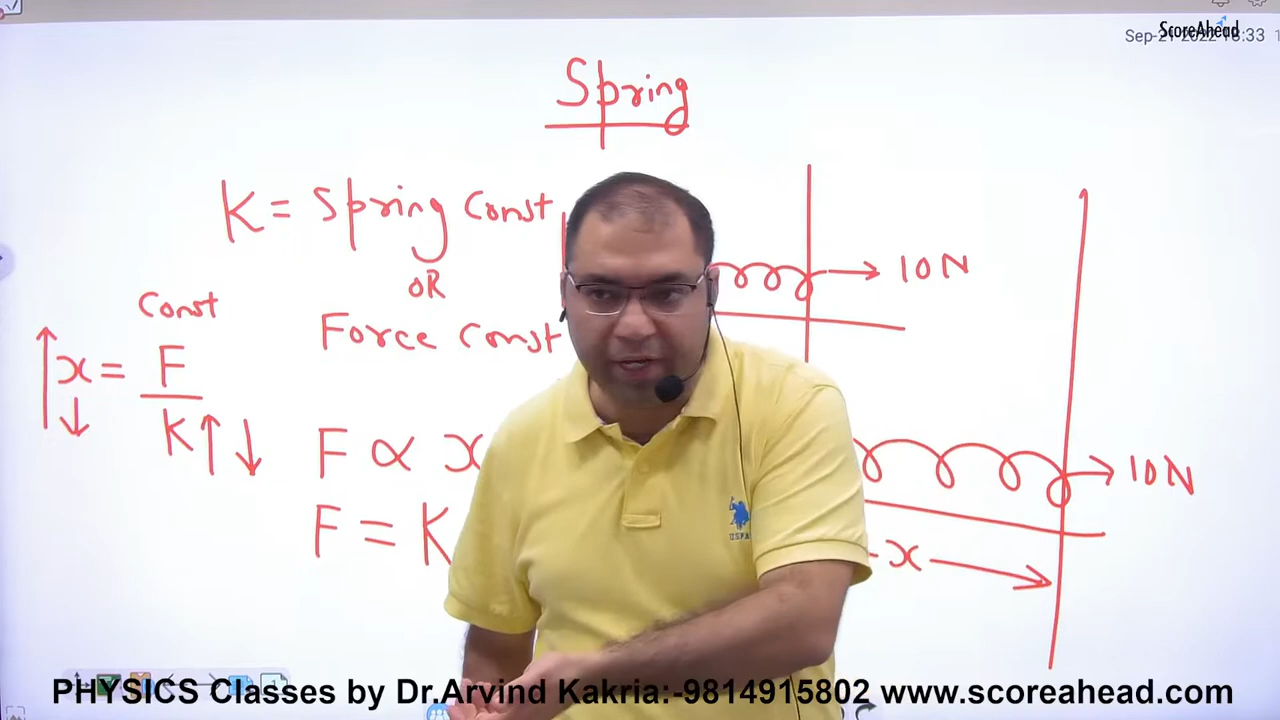 ScoreAhead
Spring
K = Spring Const
OR
Force Const
10N
Const
x = F
K
F ∝ x
F = K
10N
x
USPA
PHYSICS Classes by Dr.Arvind Kakria:-9814915802 www.scoreahead.com